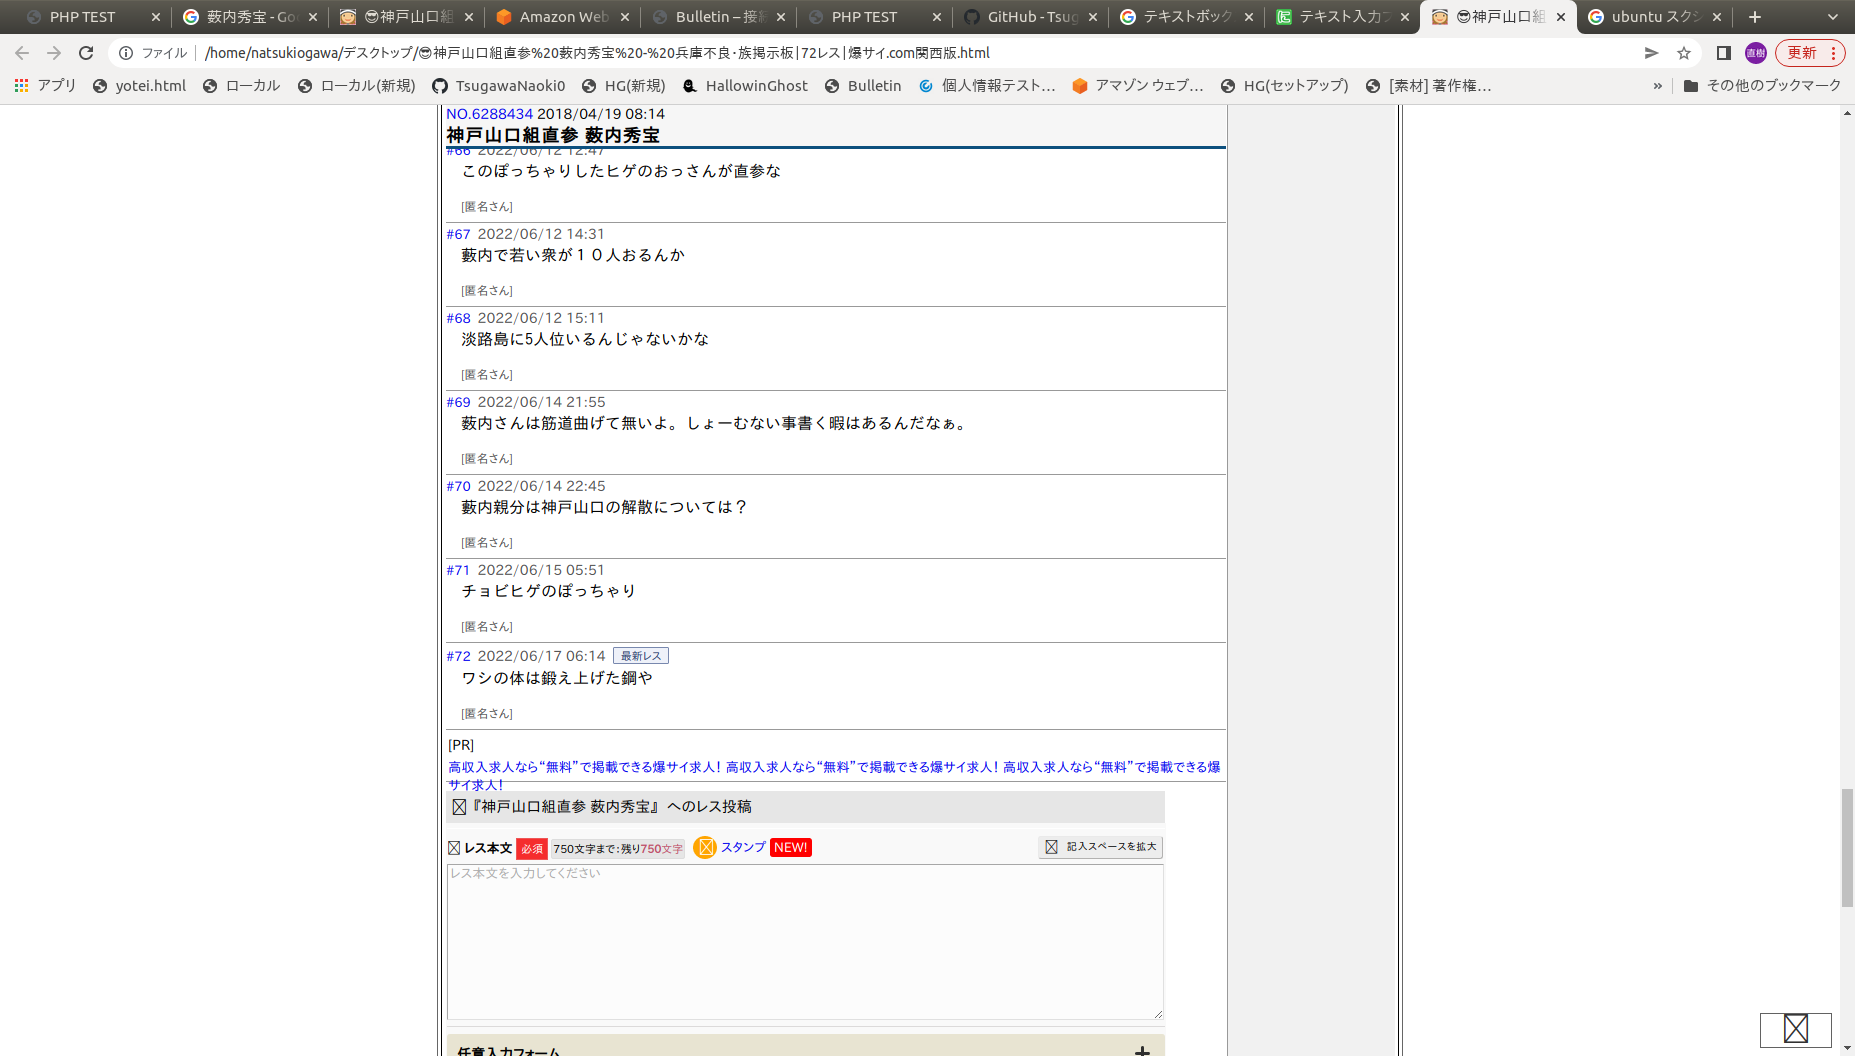 PHP TEST
薮内秀宝 - Go
😎神戸山口組
Amazon Web
Bulletin – 接続
PHP TEST
GitHub - Tsug
テキストボック
テキスト入力フ
😎神戸山口組
ubuntu スクシ
ファイル
/home/natsukiogawa/デスクトップ/😎神戸山口組直参%20薮内秀宝%20-%20兵庫不良･族掲示板|72レス|爆サイ.com関西版.html
直樹
更新
アプリ
yotei.html
ローカル
ローカル(新規)
TsugawaNaoki0
HG(新規)
HallowinGhost
Bulletin
個人情報テスト…
アマゾン ウェブ…
HG(セットアップ)
[素材] 著作権…
»
その他のブックマーク
NO.6288434 2018/04/19 08:14
神戸山口組直参 薮内秀宝
#66 2022/06/12 12:47
このぽっちゃりしたヒゲのおっさんが直参な
[匿名さん]
#67 2022/06/12 14:31
藪内で若い衆が１０人おるんか
[匿名さん]
#68 2022/06/12 15:11
淡路島に5人位いるんじゃないかな
[匿名さん]
#69 2022/06/14 21:55
薮内さんは筋道曲げて無いよ。しょーむない事書く暇はあるんだなぁ。
[匿名さん]
#70 2022/06/14 22:45
藪内親分は神戸山口の解散については？
[匿名さん]
#71 2022/06/15 05:51
チョビヒゲのぽっちゃり
[匿名さん]
#72 2022/06/17 06:14 最新レス
ワシの体は鍛え上げた鋼や
[匿名さん]
[PR]
高収入求人なら“無料”で掲載できる爆サイ求人! 高収入求人なら“無料”で掲載できる爆サイ求人! 高収入求人なら“無料”で掲載できる爆
サイ求人!
『神戸山口組直参 薮内秀宝』 へのレス投稿
レス本文 必須 750文字まで:残り750文字 スタンプ NEW! 記入スペースを拡大
レス本文を入力してください
任意入力フォーム